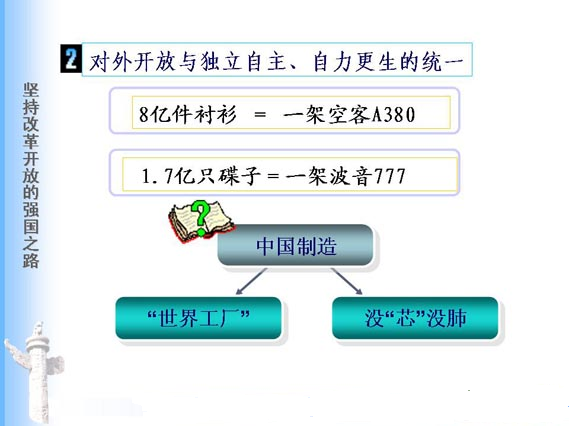 2 对外开放与独立自主、自力更生的统一
8亿件衬衫 = 一架空客A380
1.7亿只碟子=一架波音777
?
中国制造
“世界工厂”
没“芯”没肺
坚持改革开放的强国之路